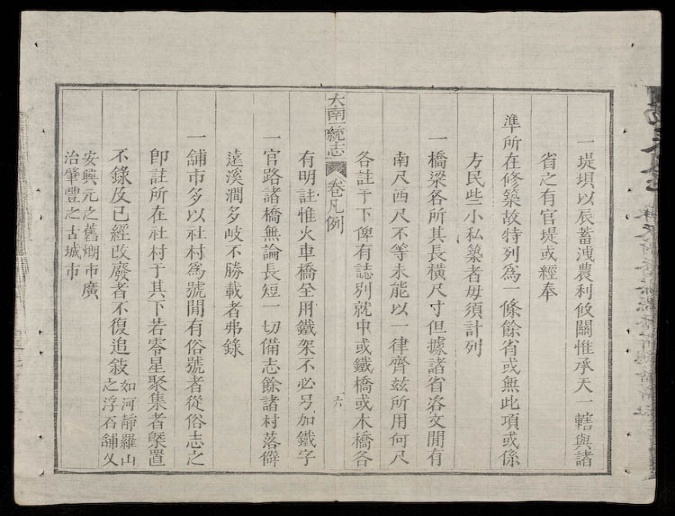 一堤垻以辰蓄洩農利攸關惟承天一轄與諸
省之有官堤或經奉
準所在修築故特列爲一條餘省或無此項或係
方民些小私築者毋須計列
一橋梁各所其長橫尺寸但據諸省咨文開有
南尺西尺不等未能以一律齊兹所用何尺
各註于下俾有誌別就中或鐵橋或木橋各
大南一統志 卷凡例 六
有明註惟火車橋全用鐵架不必另加鐵字
一官路諸橋無論長短一切備志餘諸村落僻
遠溪澗多岐不勝載者弗錄
一舖市多以社村爲號間有俗號者從俗志之
卽註所在社村于其下若零星聚集者槩置
不錄及已經改廢者不復追敘如河靜羅山
之浮石舖乂
安興元之舊湖市廣
治肇豐之古城市